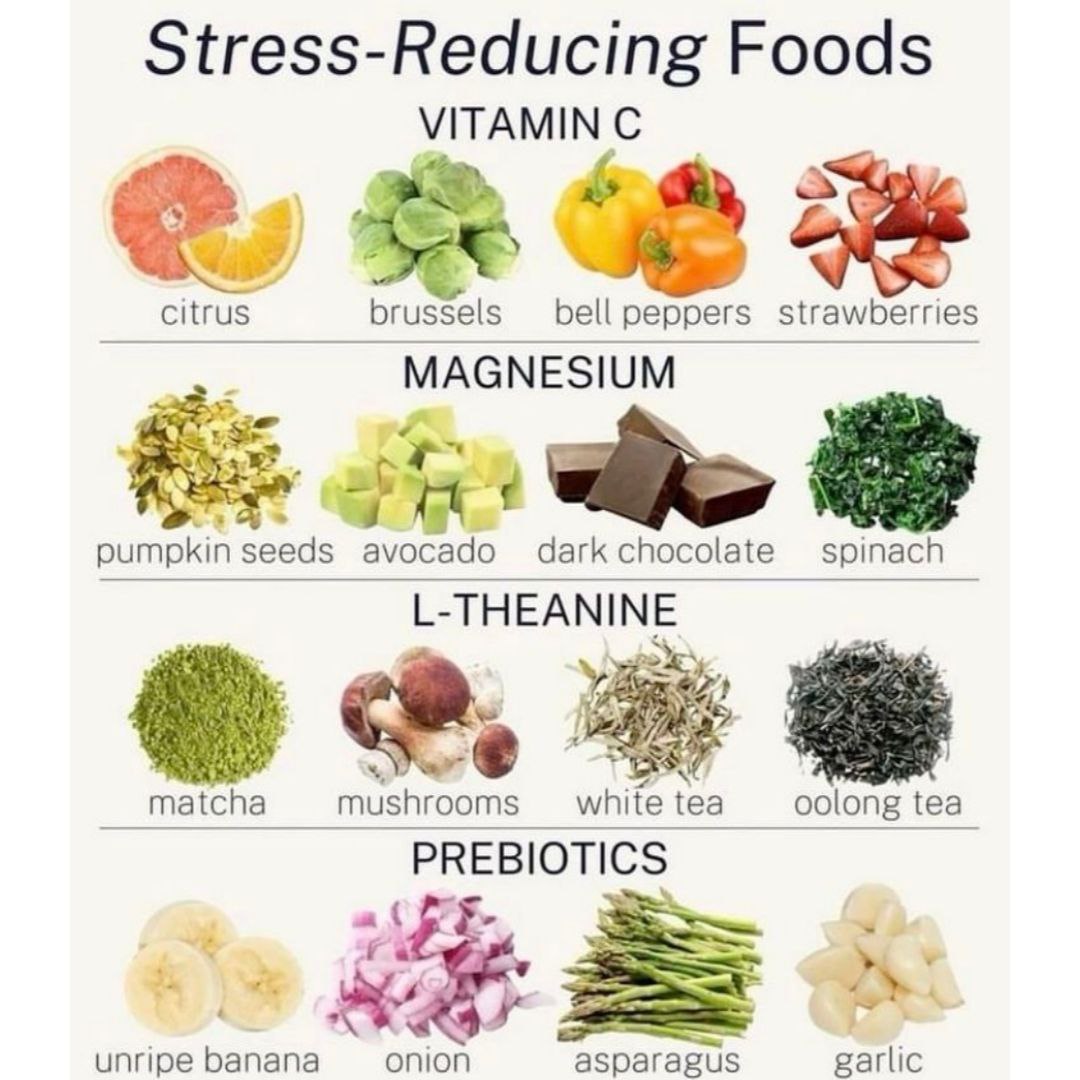 Stress-Reducing Foods
VITAMIN C
citrus brussels bell peppers strawberries
MAGNESIUM
pumpkin seeds avocado dark chocolate spinach
L-THEANINE
matcha mushrooms white tea oolong tea
PREBIOTICS
unripe banana onion asparagus garlic